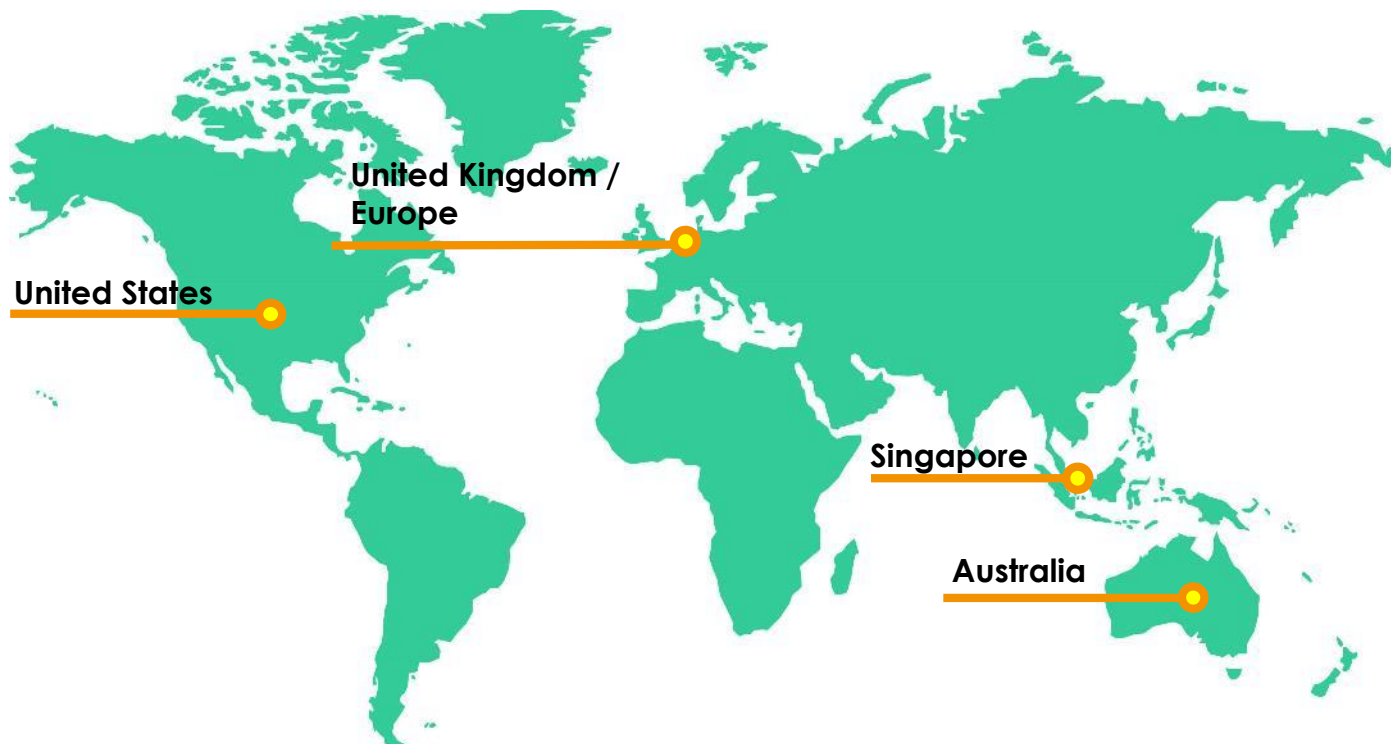 United Kingdom /
Europe
United States
Singapore
Australia